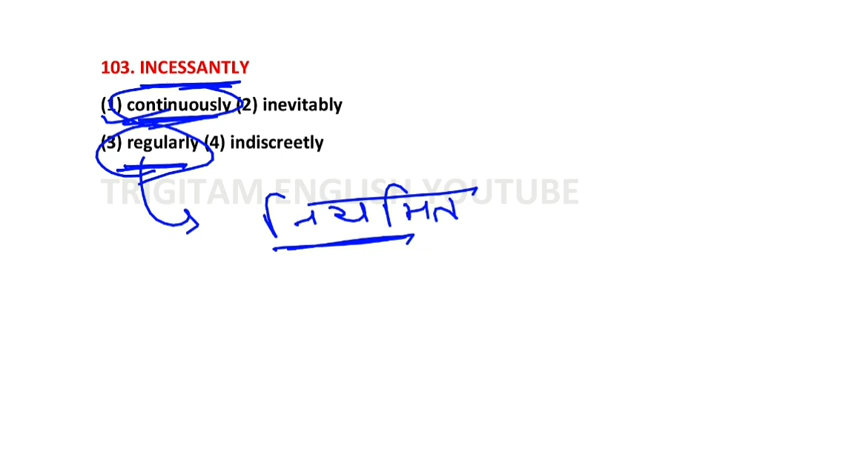 103. INCESSANTLY
(1) continuously (2) inevitably
(3) regularly (4) indiscreetly
TRIGITAM ENGLISH YOUTUBE
नियमित